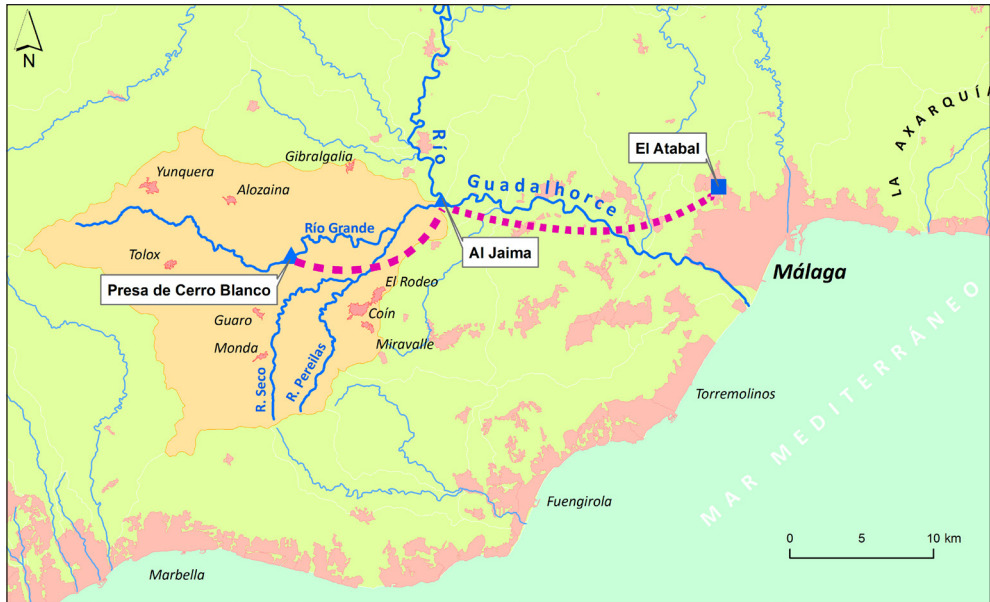 N
LA AXARQUÍA
El Atabal
Río
Guadalhorce
Gibralgalia
Yunquera
Alozaina
Río Grande
Al Jaima
Tolox
Presa de Cerro Blanco
Málaga
El Rodeo
Guaro
Coín
Monda
Miravalle
R. Seco
R. Pereilas
Torremolinos
MAR MEDITERRÁNEO
Fuengirola
Marbella
0 5 10 km